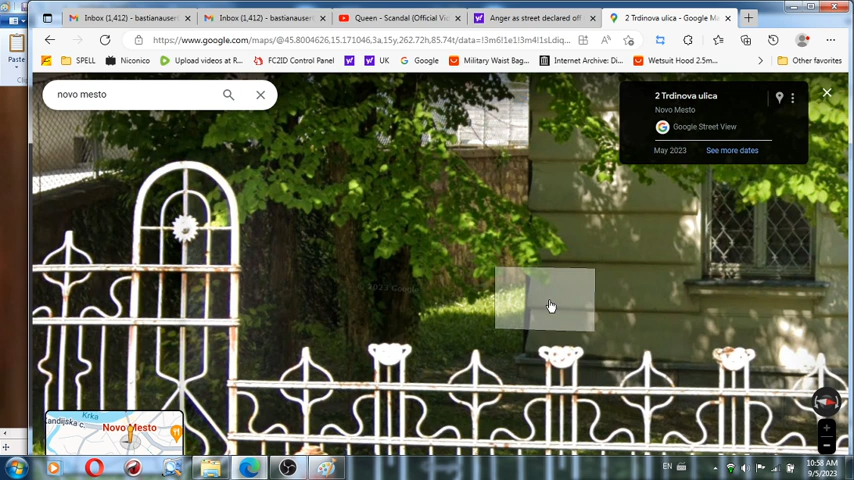 Inbox (1,412) - bastianauser
Inbox (1,412) - bastianauser
Queen - Scandal (Official Vi
Anger as street declared off
2 Trdinova ulica - Google M
https://www.google.com/maps/@45.8004626,15.171046,3a,15y,262.72h,85.74t/data=!3m6!1e1!3m4!1sLdiq...
SPELL
Niconico
Upload videos at R...
FC2ID Control Panel
UK
Google
Military Waist Bag...
Internet Archive: Di...
Wetsuit Hood 2.5m...
Other favorites
Paste
novo mesto
2 Trdinova ulica
Novo Mesto
Google Street View
May 2023
See more dates
© 2023 Google
Krka
Kandijska c.
Novo Mesto
EN
10:58 AM
9/5/2023